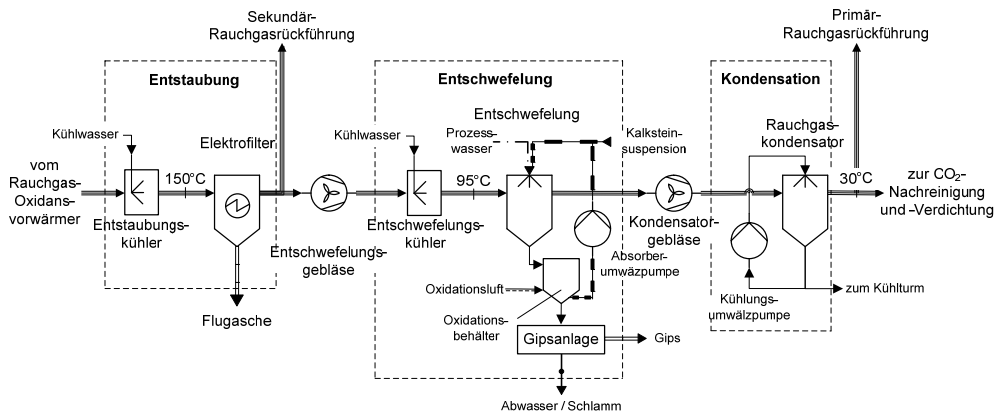 Sekundär-
Rauchgasrückführung
Primär-
Rauchgasrückführung
Entstaubung
Entschwefelung
Kondensation
Kühlwasser
Elektrofilter
Kühlwasser
Entschwefelung
Prozess-
wasser
Kalkstein-
suspension
Rauchgas-
kondensator
vom
Rauchgas-
Oxidans-
vorwärmer
150°C
95°C
30°C
zur CO2-
Nachreinigung
und -Verdichtung
Entstaubungs-
kühler
Entschwefelungs-
gebläse
Entschwefelungs-
kühler
Absorber-
umwäzpumpe
Kondensator-
gebläse
Oxidationsluft
Oxidations-
behälter
Kühlungs-
umwälzpumpe
zum Kühlturm
Flugasche
Gipsanlage
Gips
Abwasser / Schlamm